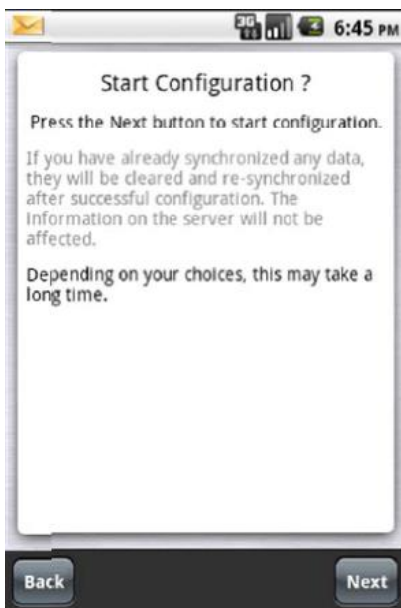 3G 6:45 PM
Start Configuration ?
Press the Next button to start configuration.
If you have already synchronized any data,
they will be cleared and re-synchronized
after successful configuration. The
information on the server will not be
affected.
Depending on your choices, this may take a
long time.
Back Next